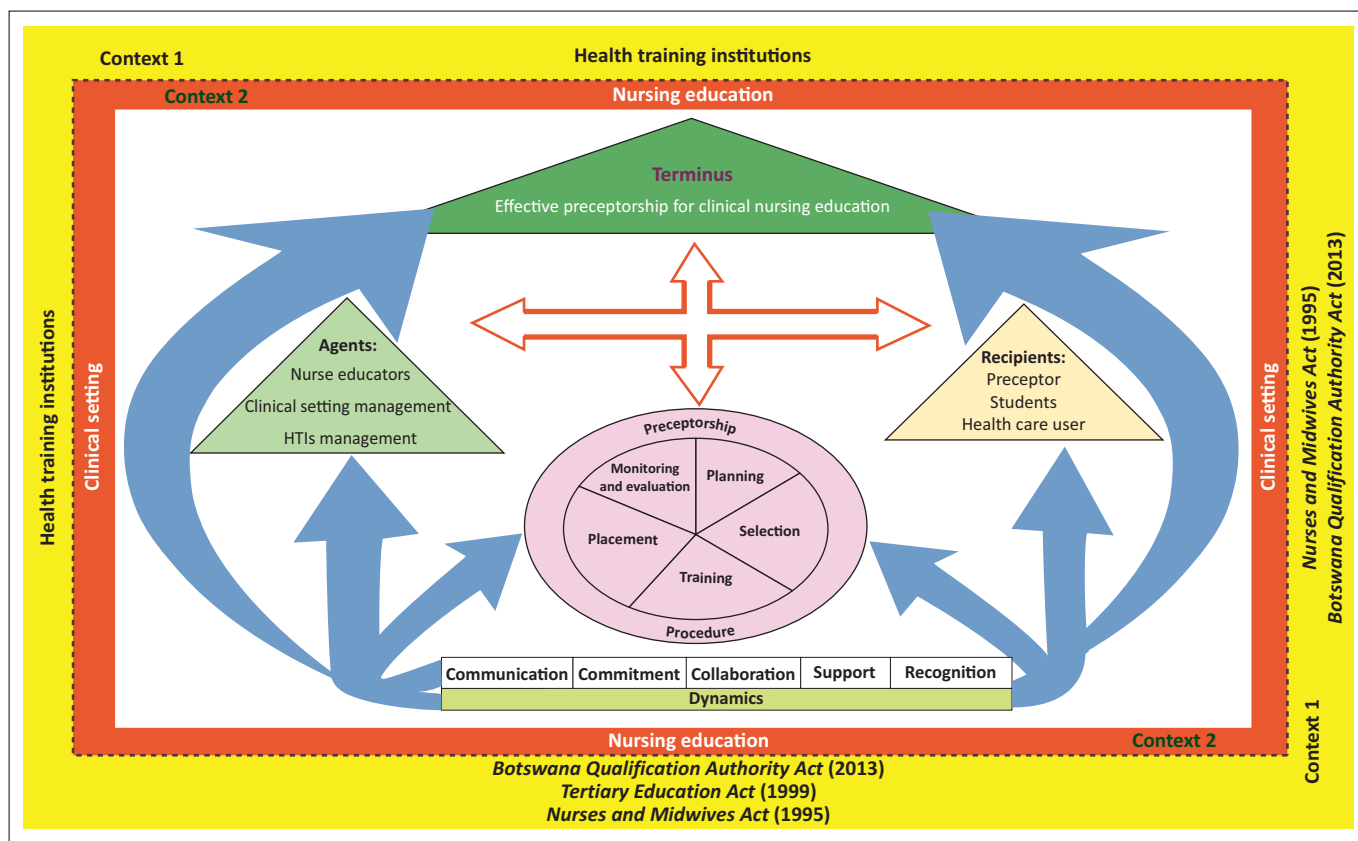 Context 1
Health training institutions
Context 2
Nursing education
Terminus
Effective preceptorship for clinical nursing education
Health training institutions
Clinical setting
Agents:
Nurse educators
Clinical setting management
HTIs management
Recipients:
Preceptor
Students
Health care user
Clinical setting
Nurses and Midwives Act (1995)
Botswana Qualification Authority Act (2013)
Preceptorship
Monitoring
and evaluation
Planning
Placement
Selection
Training
Procedure
Communication
Commitment
Collaboration
Support
Recognition
Dynamics
Nursing education
Context 2
Context 1
Botswana Qualification Authority Act (2013)
Tertiary Education Act (1999)
Nurses and Midwives Act (1995)